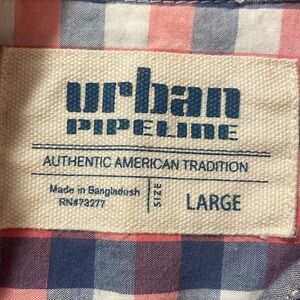 urban
PIPELINE
AUTHENTIC AMERICAN TRADITION
Made in Bangladesh
RN#73277
SIZE
LARGE